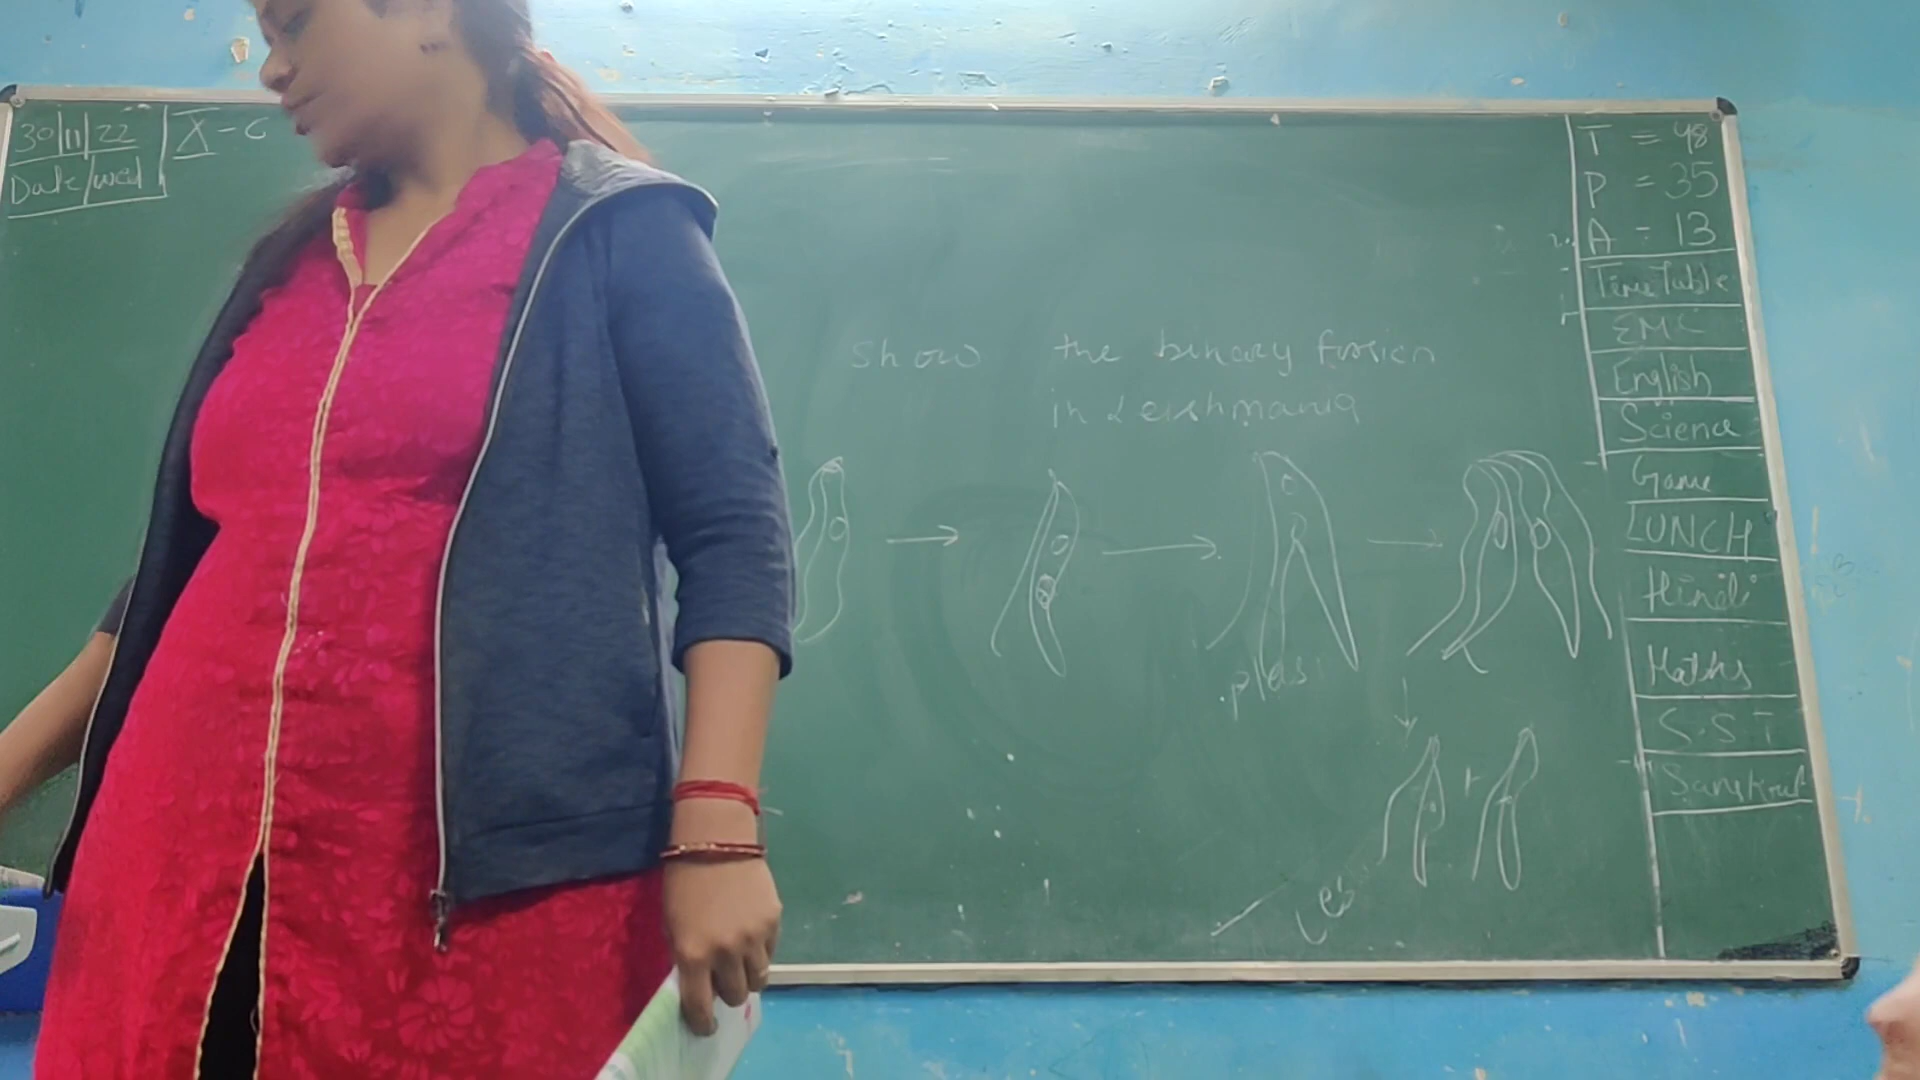 30/11/22
Date/wed
X-C
T = 48
P = 35
A - 13
Time Table
EMC
English
Science
Game
LUNCH
Hindi
Maths
S.S.T
Sanskrit
Show the binary fission
in Leishmania
plas